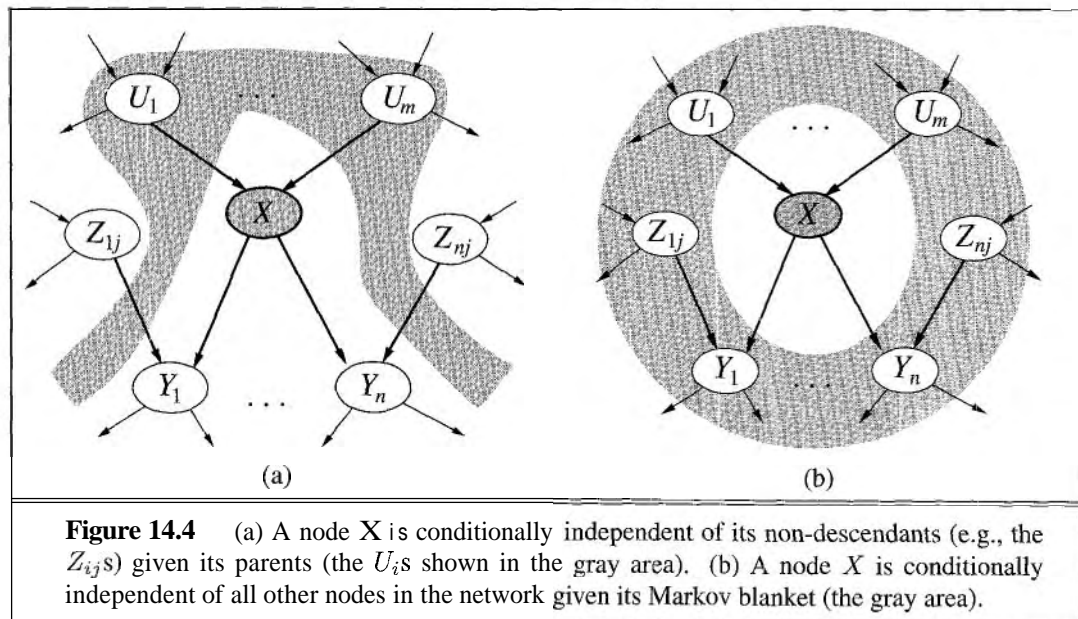 U1 ... Um U1 ... Um
X X
Z1j Znj Z1j Znj
Y1 ... Yn Y1 ... Yn
(a) (b)
Figure 14.4 (a) A node X is conditionally independent of its non-descendants (e.g., the
Zijs) given its parents (the Uis shown in the gray area). (b) A node X is conditionally
independent of all other nodes in the network given its Markov blanket (the gray area).